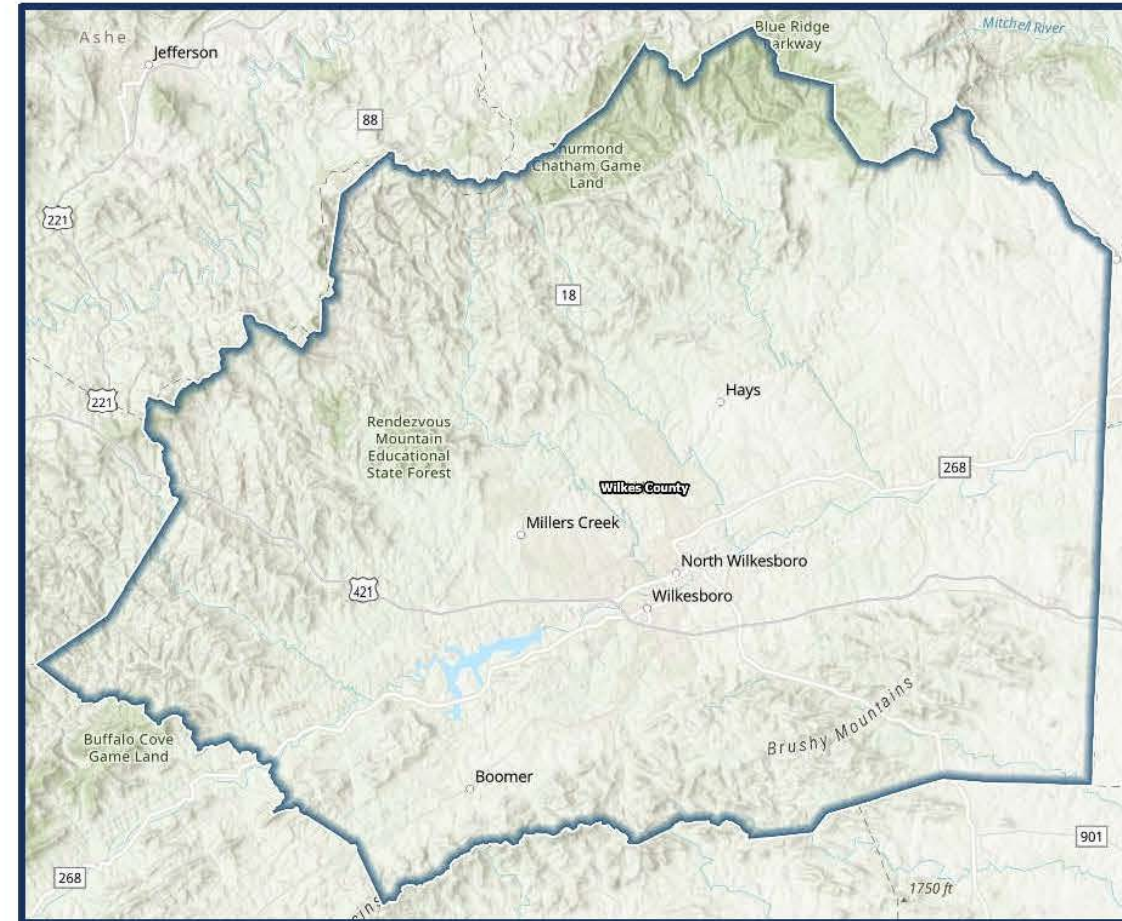 Ashe
Jefferson
Blue Ridge
Parkway
Mitchell River
88
Thurmond
Chatham Game
Land
221
18
221
Hays
Rendezvous
Mountain
Educational
State Forest
268
Wilkes County
Millers Creek
North Wilkesboro
421
Wilkesboro
Brushy Mountains
Buffalo Cove
Game Land
Boomer
901
268
1750 ft